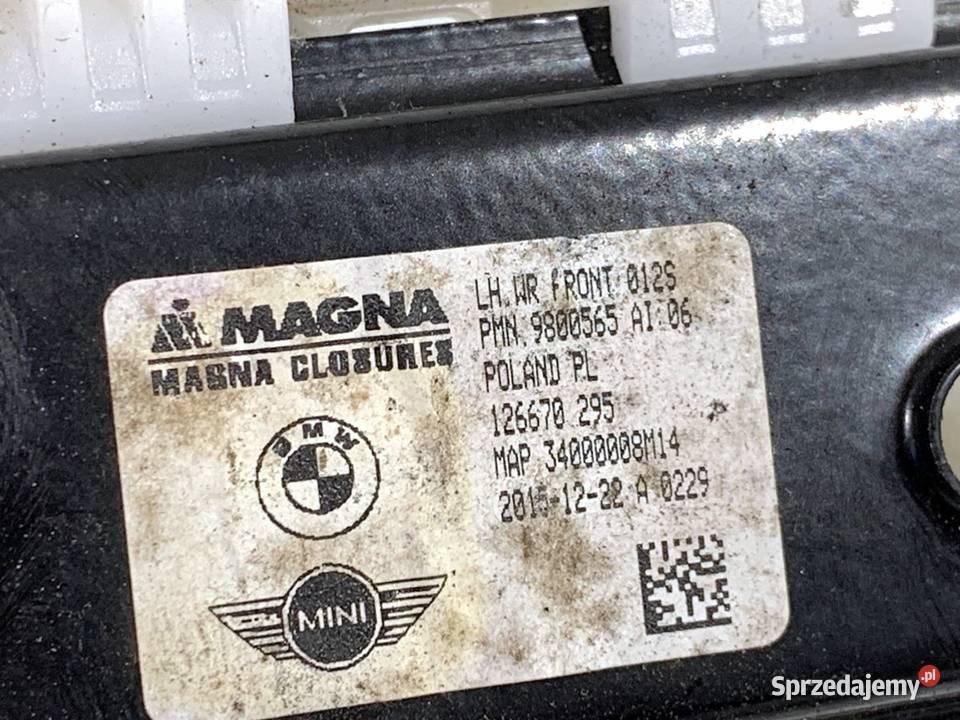 MAGNA
MAGNA CLOSURES
BMW
MINI
LH WR FRONT 012S
PMN 9800565 AI:06
POLAND PL
126670 295
MAP 34000008M14
2015-12-22 A 0229
Sprzedajemy.pl